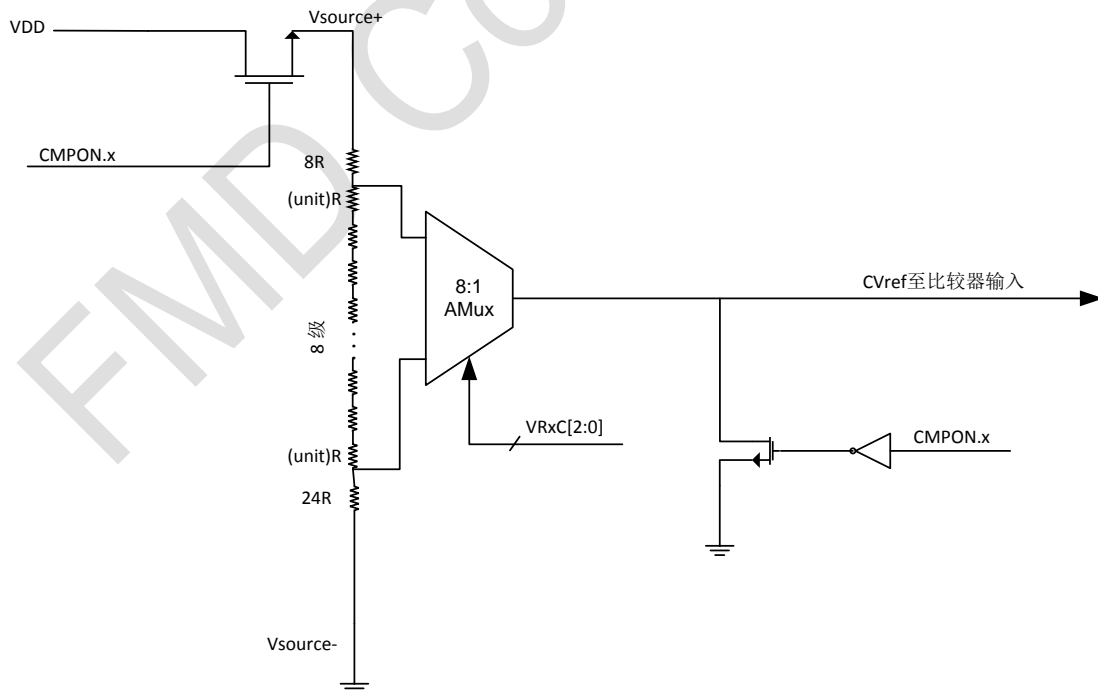 Vsource+
VDD
CMPON.x
8R
(unit)R
8:1
AMux
CVref至比较器输入
8 级
VRxC[2:0]
CMPON.x
(unit)R
24R
Vsource-
FMD Co